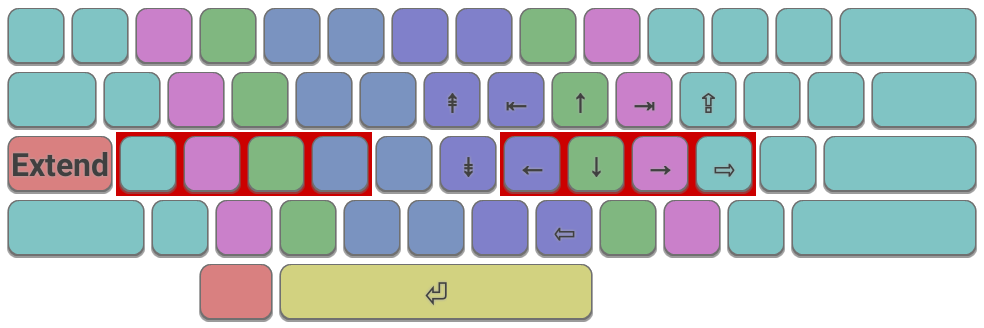 ⇞ ⇤ ↑ ⇥ ⇪
Extend ⇟ ← ↓ → ⇨
⇦
⏎